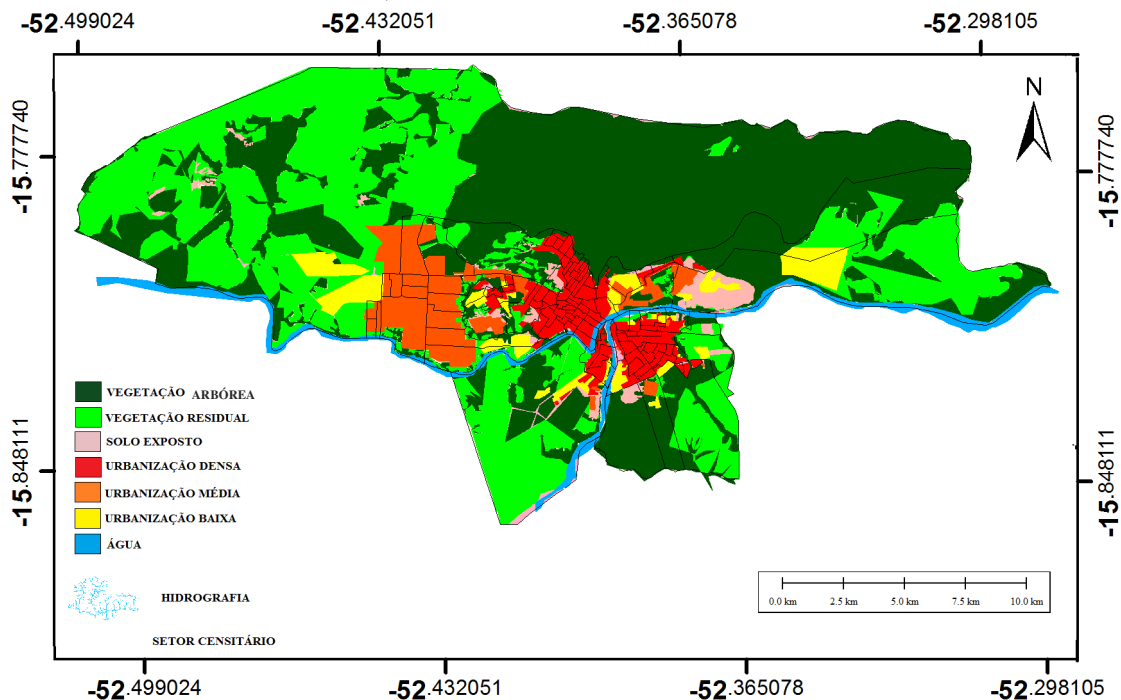 -52.499024 -52.432051 -52.365078 -52.298105
N
-15.777740
-15.777740
VEGETAÇÃO ARBÓREA
VEGETAÇÃO RESIDUAL
SOLO EXPOSTO
URBANIZAÇÃO DENSA
URBANIZAÇÃO MÉDIA
URBANIZAÇÃO BAIXA
ÁGUA
HIDROGRAFIA
SETOR CENSITÁRIO
-15.848111
-15.848111
0.0 km 2.5 km 5.0 km 7.5 km 10.0 km
-52.499024 -52.432051 -52.365078 -52.298105